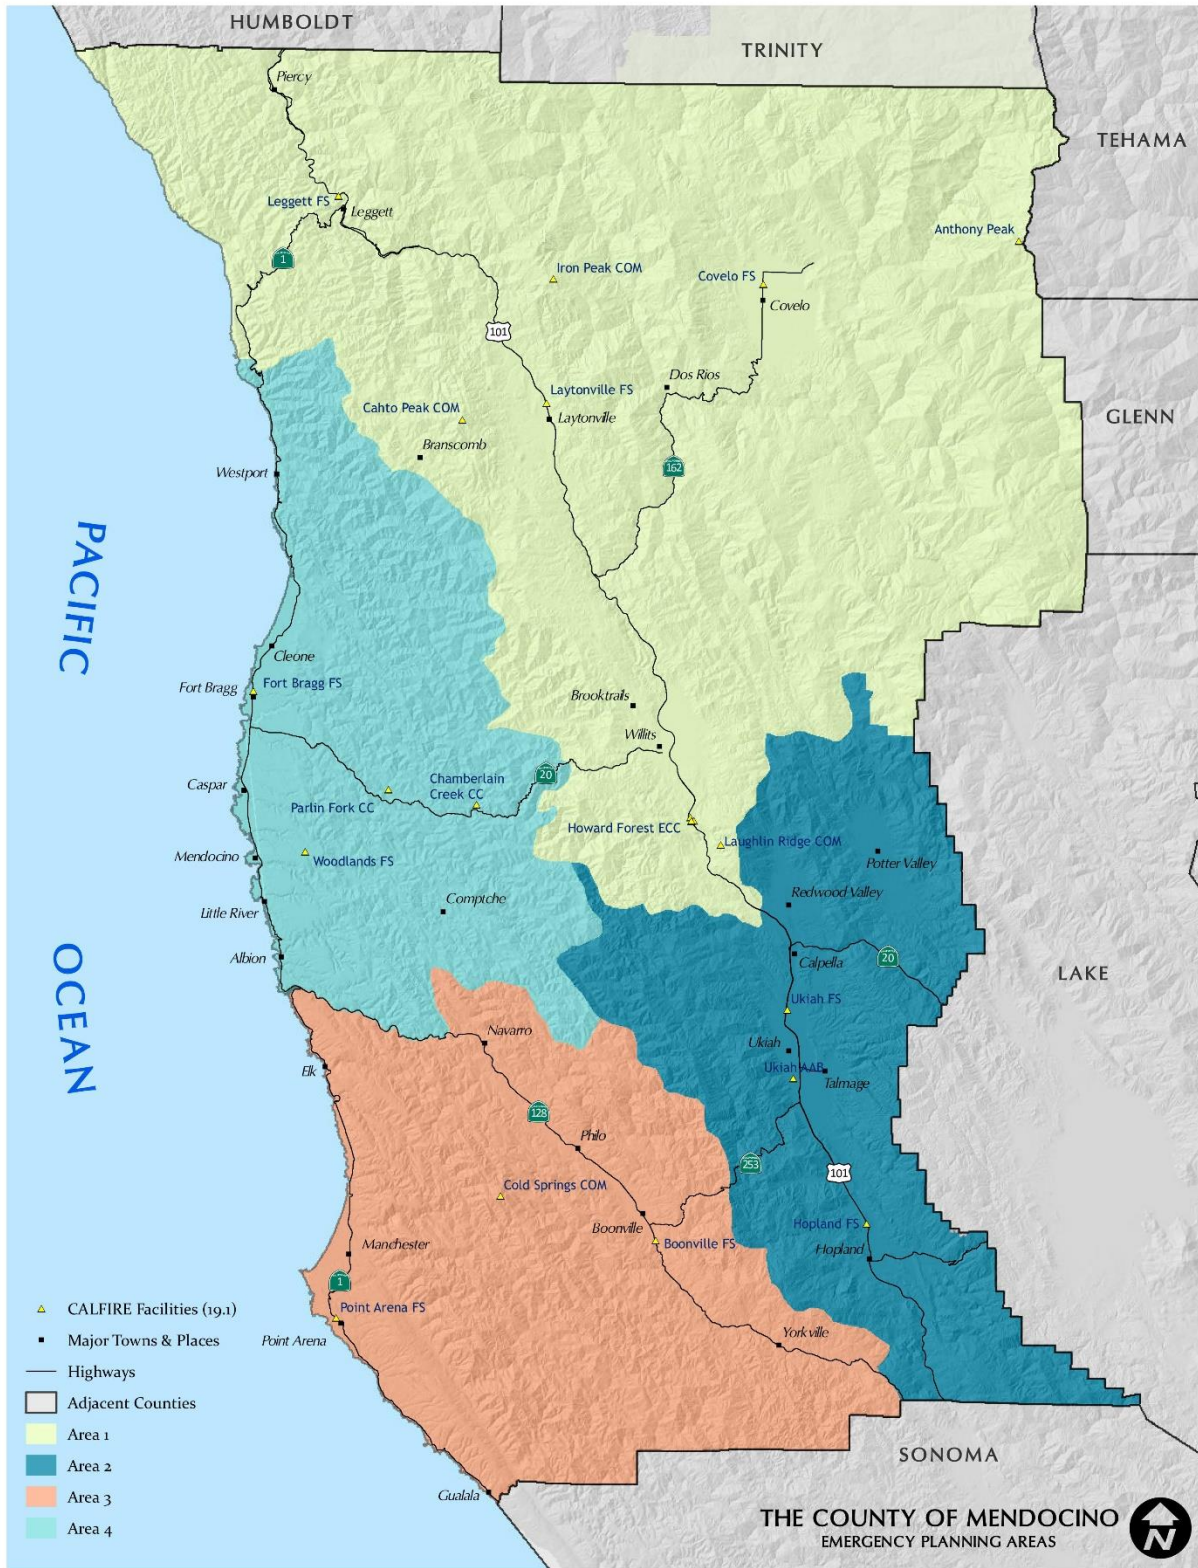 HUMBOLDT
TRINITY
TEHAMA
Piercy
Leggett FS
Leggett
1
Anthony Peak
Iron Peak COM
Covelo FS
Covelo
101
Dos Rios
Laytonville FS
Cahto Peak COM
Laytonville
GLENN
Branscomb
162
Westport
PACIFIC
Cleone
Fort Bragg
Fort Bragg FS
Brooktrails
Willits
Caspar
Chamberlain
Creek CC
20
Parlin Fork CC
Howard Forest ECC
Laughlin Ridge COM
Mendocino
Woodlands FS
Potter Valley
Redwood Valley
Comptche
Little River
Albion
Calpella
20
OCEAN
LAKE
Ukiah FS
Navarro
Ukiah
Elk
Ukiah AAB
Talmage
128
Philo
253
101
Cold Springs COM
Boonville
Boonville FS
Hopland FS
Hopland
Manchester
1
Point Arena FS
Point Arena
Yorkville
CALFIRE Facilities (19.1)
Major Towns & Places
Highways
Adjacent Counties
Area 1
Area 2
Area 3
Area 4
Gualala
SONOMA
THE COUNTY OF MENDOCINO
EMERGENCY PLANNING AREAS
N